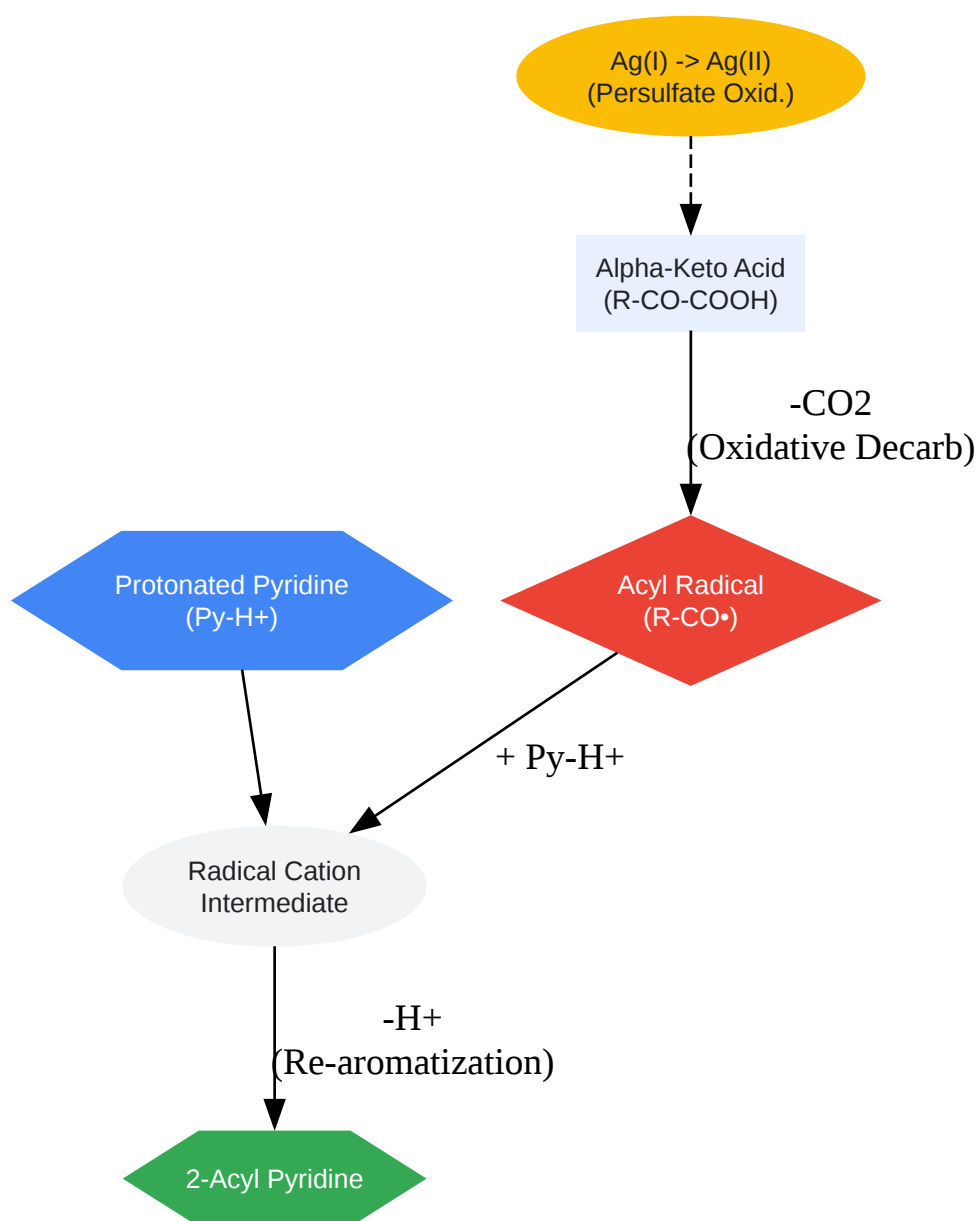 Ag(I) -> Ag(II)
(Persulfate Oxid.)
Alpha-Keto Acid
(R-CO-COOH)
-CO2
(Oxidative Decarb)
Protonated Pyridine
(Py-H+)
Acyl Radical
(R-CO•)
+ Py-H+
Radical Cation
Intermediate
-H+
(Re-aromatization)
2-Acyl Pyridine